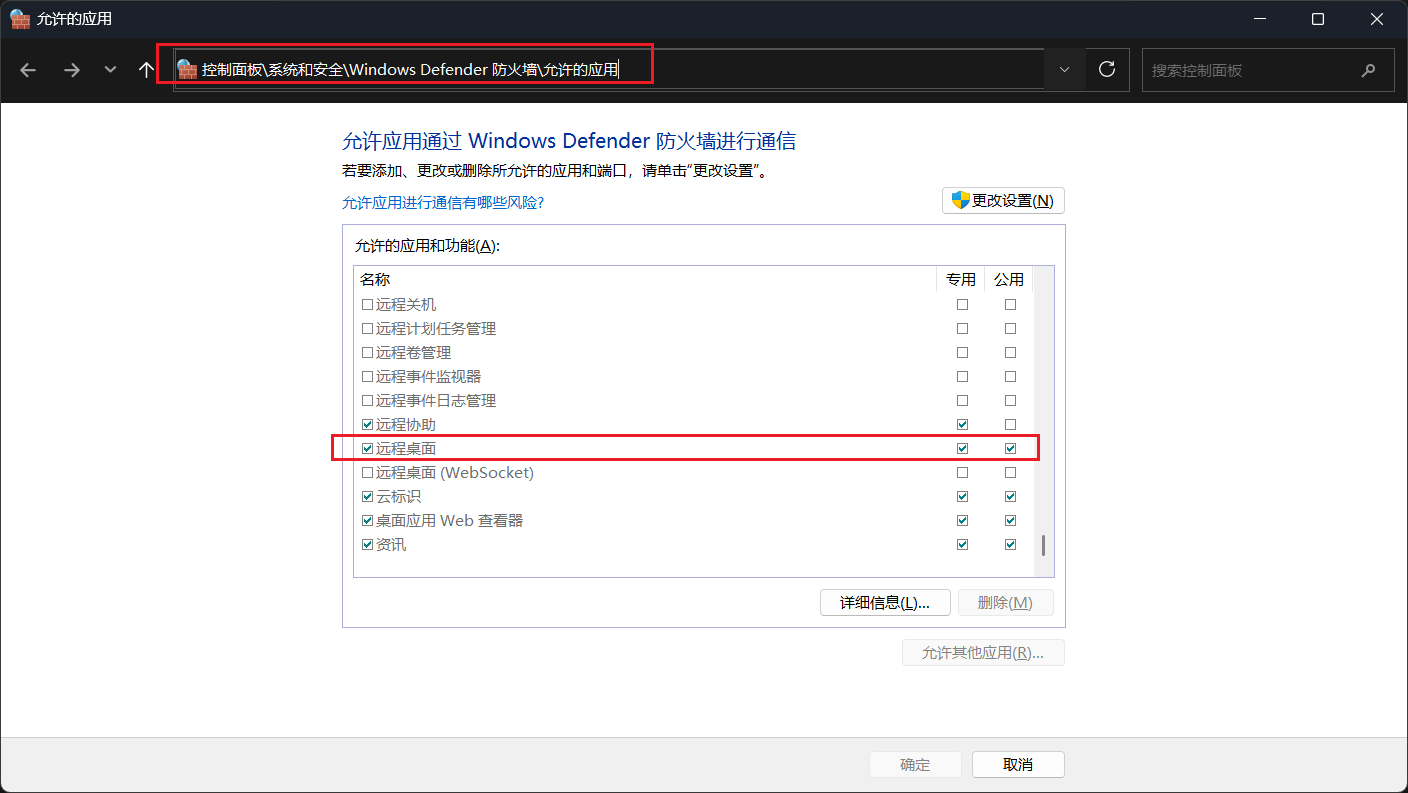 允许的应用
控制面板\系统和安全\Windows Defender 防火墙\允许的应用
搜索控制面板
允许应用通过 Windows Defender 防火墙进行通信
若要添加、更改或删除所允许的应用和端口，请单击“更改设置”。
允许应用进行通信有哪些风险?
更改设置(N)
允许的应用和功能(A):
名称 专用 公用
远程关机
远程计划任务管理
远程卷管理
远程事件监视器
远程事件日志管理
远程协助
远程桌面
远程桌面 (WebSocket)
云标识
桌面应用 Web 查看器
资讯
详细信息(L)... 删除(M)
允许其他应用(R)...
确定 取消